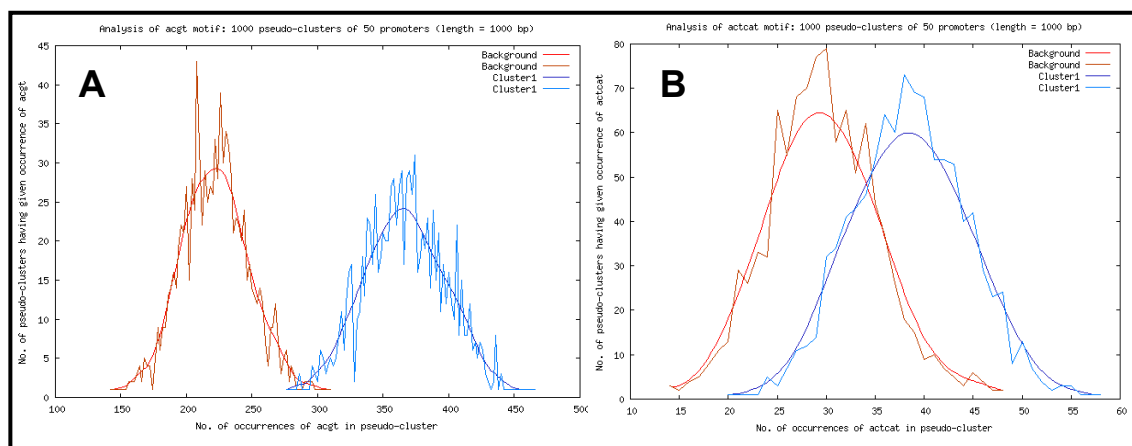 Analysis of acgt motif: 1000 pseudo-clusters of 50 promoters (length = 1000 bp)
A
Background
Background
Cluster1
Cluster1
No. of pseudo-clusters having given occurrence of acgt
45
40
35
30
25
20
15
10
5
0
100
150
200
250
300
350
400
450
500
No. of occurrences of acgt in pseudo-cluster
Analysis of actcat motif: 1000 pseudo-clusters of 50 promoters (length = 1000 bp)
B
Background
Background
Cluster1
Cluster1
No. of pseudo-clusters having given occurrence of actcat
80
70
60
50
40
30
20
10
0
10
15
20
25
30
35
40
45
50
55
60
No. of occurrences of actcat in pseudo-cluster